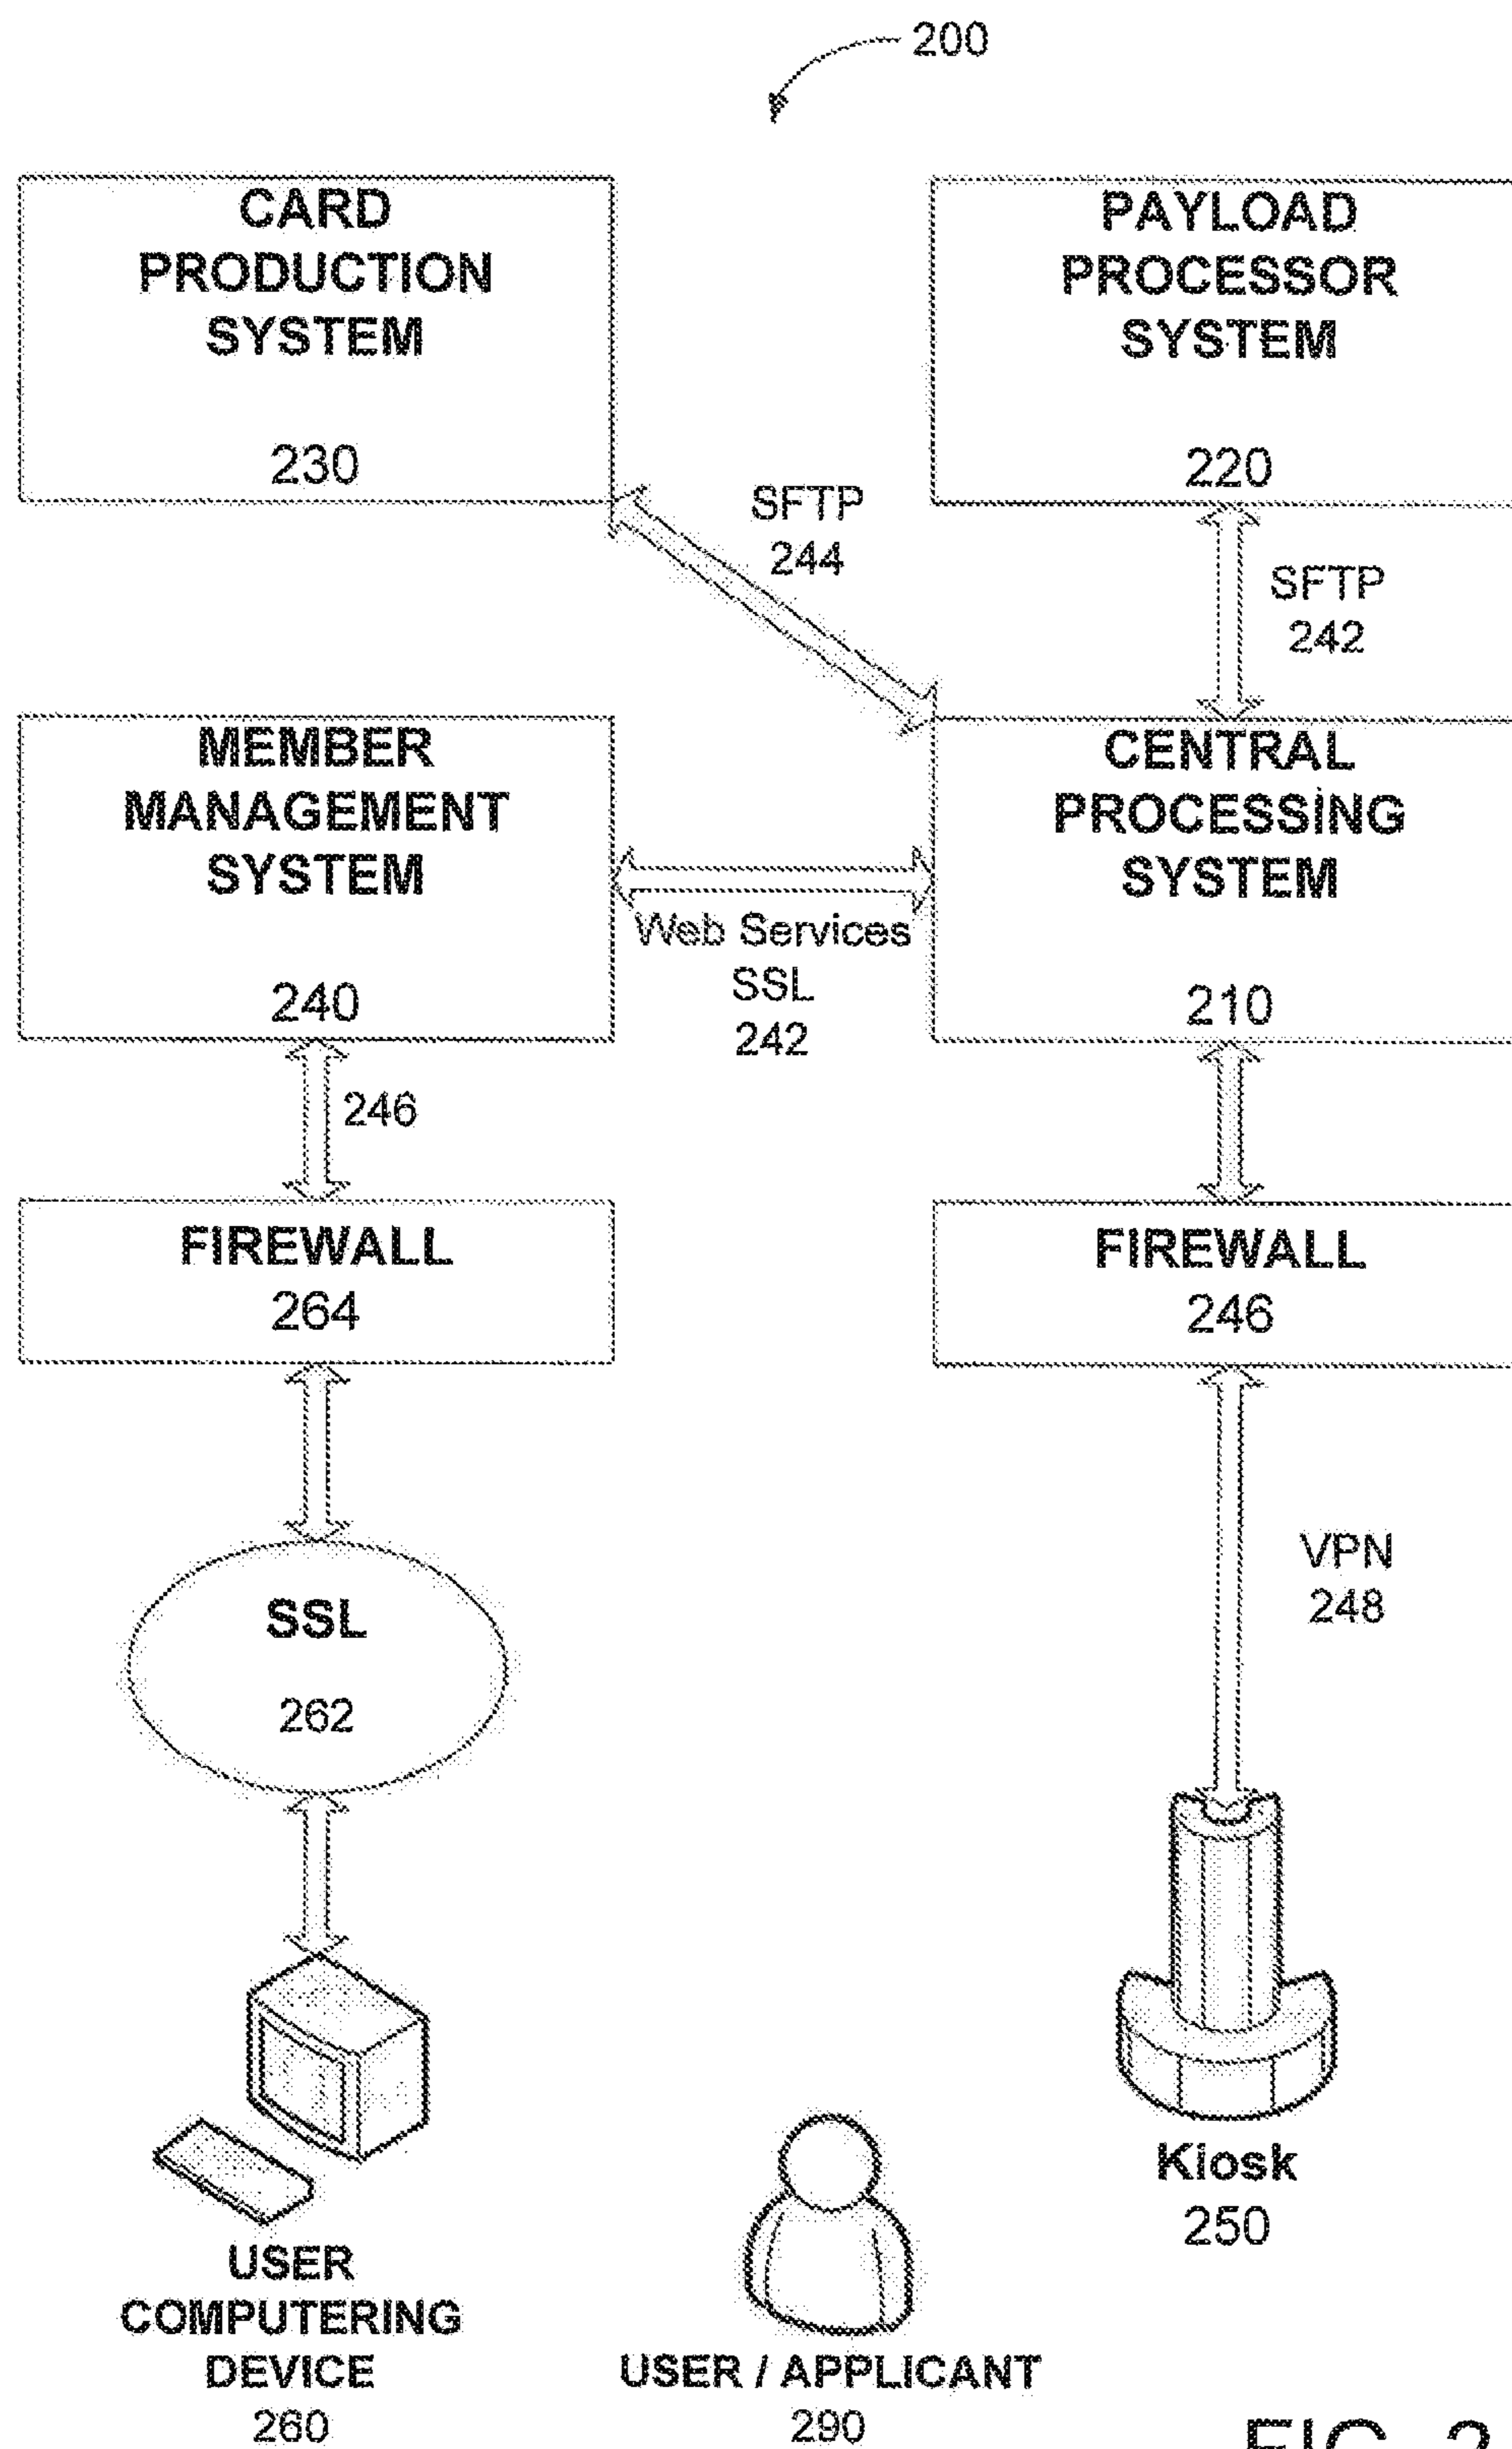 200
CARD
PRODUCTION
SYSTEM
230
PAYLOAD
PROCESSOR
SYSTEM
220
SFTP
244
SFTP
242
MEMBER
MANAGEMENT
SYSTEM
240
Web Services
SSL
242
CENTRAL
PROCESSING
SYSTEM
210
246
FIREWALL
264
FIREWALL
246
SSL
262
VPN
248
Kiosk
250
USER
COMPUTERING
DEVICE
260
USER / APPLICANT
290
FIG. 2